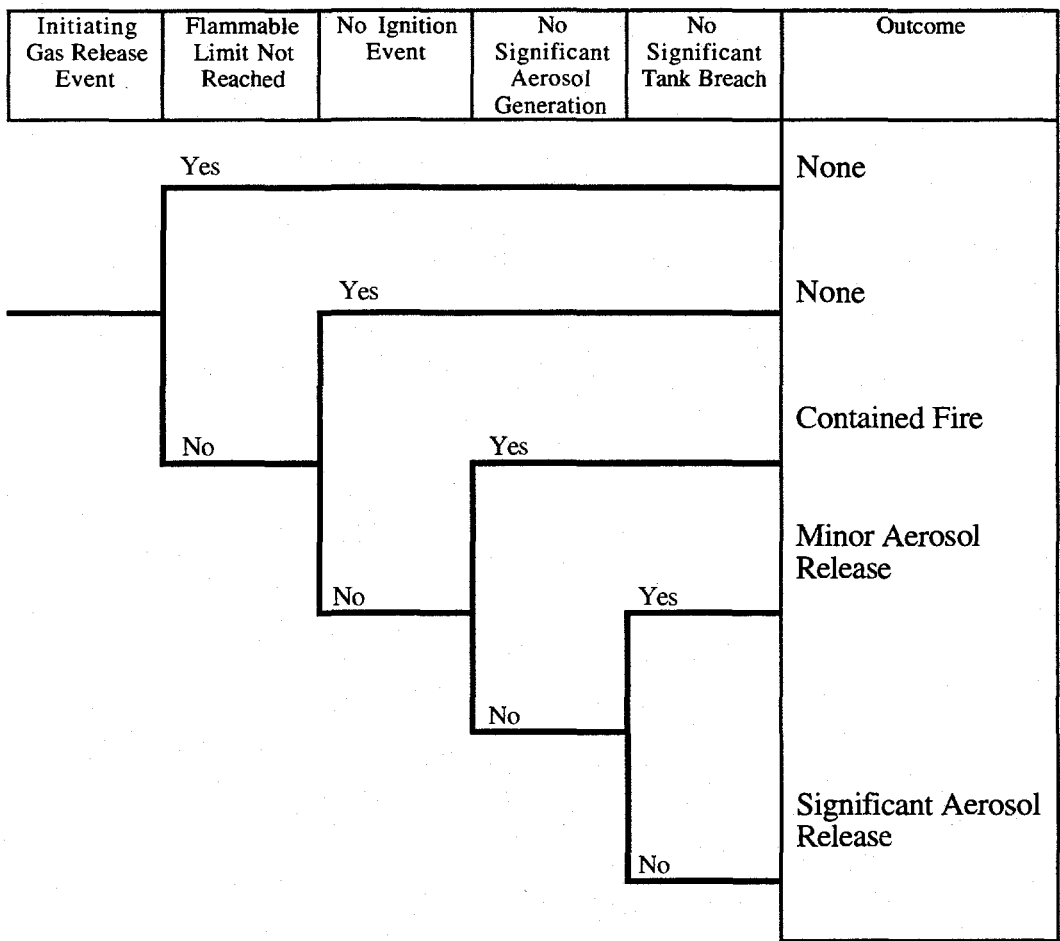 Initiating
Gas Release
Event
Flammable
Limit Not
Reached
No Ignition
Event
No
Significant
Aerosol
Generation
No
Significant
Tank Breach
Outcome
Yes
None
Yes
None
Contained Fire
No
Yes
Minor Aerosol
Release
No
Yes
No
Significant Aerosol
Release
No